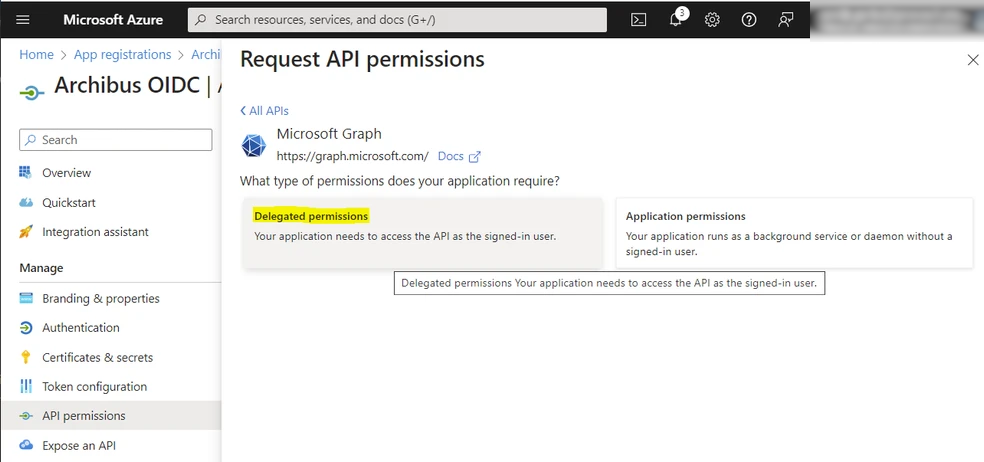 Microsoft Azure
Search resources, services, and docs (G+/)
3
Home > App registrations > Archi
Archibus OIDC | A
Search
Overview
Quickstart
Integration assistant
Manage
Branding & properties
Authentication
Certificates & secrets
Token configuration
API permissions
Expose an API
Request API permissions
All APIs
Microsoft Graph
https://graph.microsoft.com/ Docs
What type of permissions does your application require?
Delegated permissions
Your application needs to access the API as the signed-in user.
Application permissions
Your application runs as a background service or daemon without a
signed-in user.
Delegated permissions Your application needs to access the API as the signed-in user.